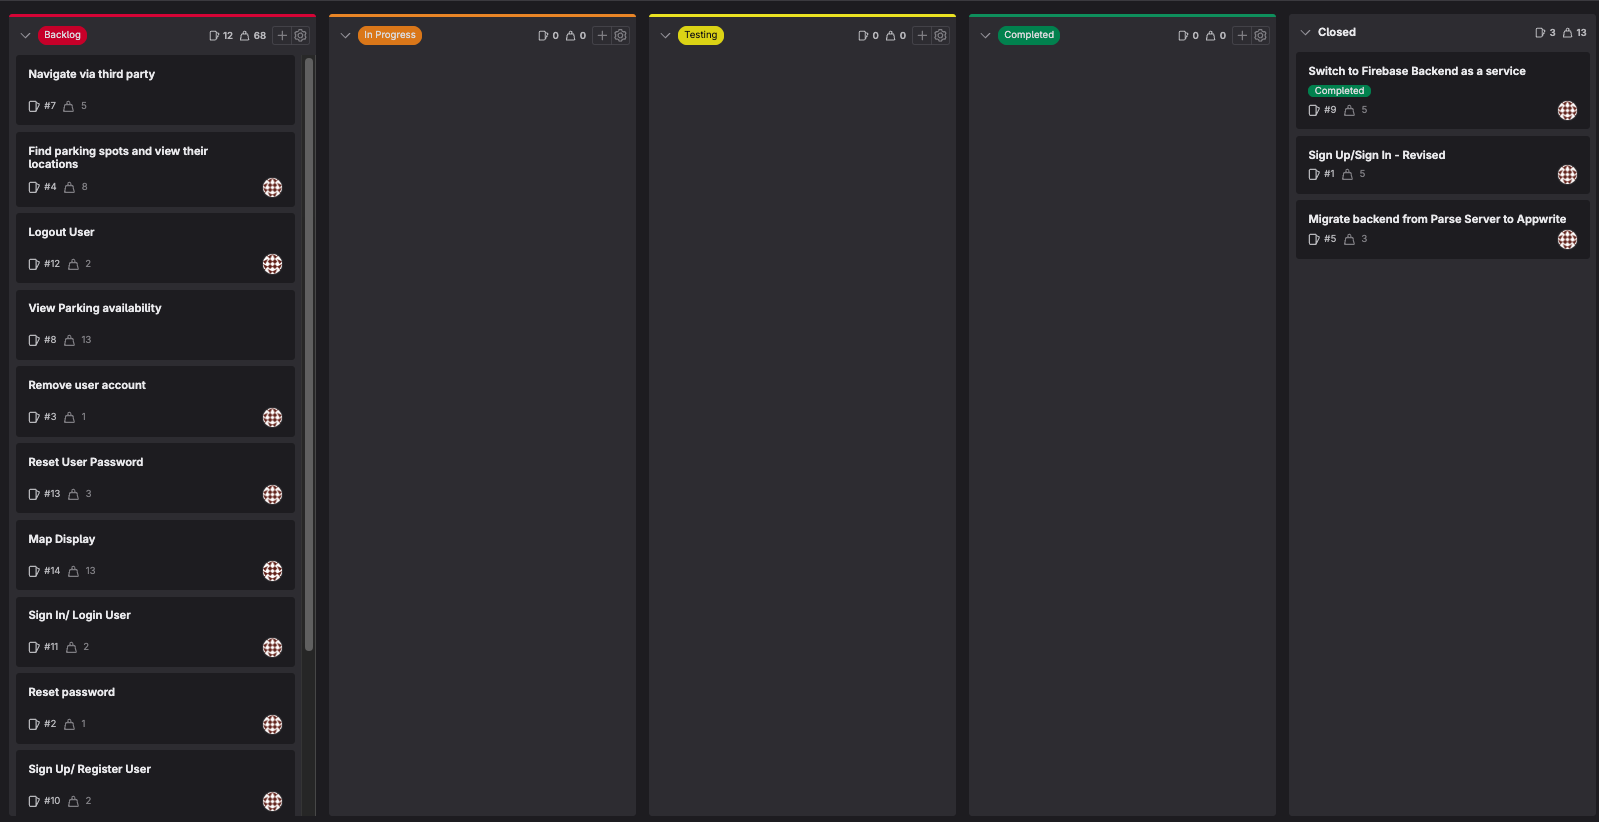 Backlog 12 68
Navigate via third party
#7 5
Find parking spots and view their
locations
#4 8
Logout User
#12 2
View Parking availability
#8 13
Remove user account
#3 1
Reset User Password
#13 3
Map Display
#14 13
Sign In/ Login User
#11 2
Reset password
#2 1
Sign Up/ Register User
#10 2
In Progress 0 0
Testing 0 0
Completed 0 0
Closed 3 13
Switch to Firebase Backend as a service
Completed
#9 5
Sign Up/Sign In - Revised
#1 5
Migrate backend from Parse Server to Appwrite
#5 3